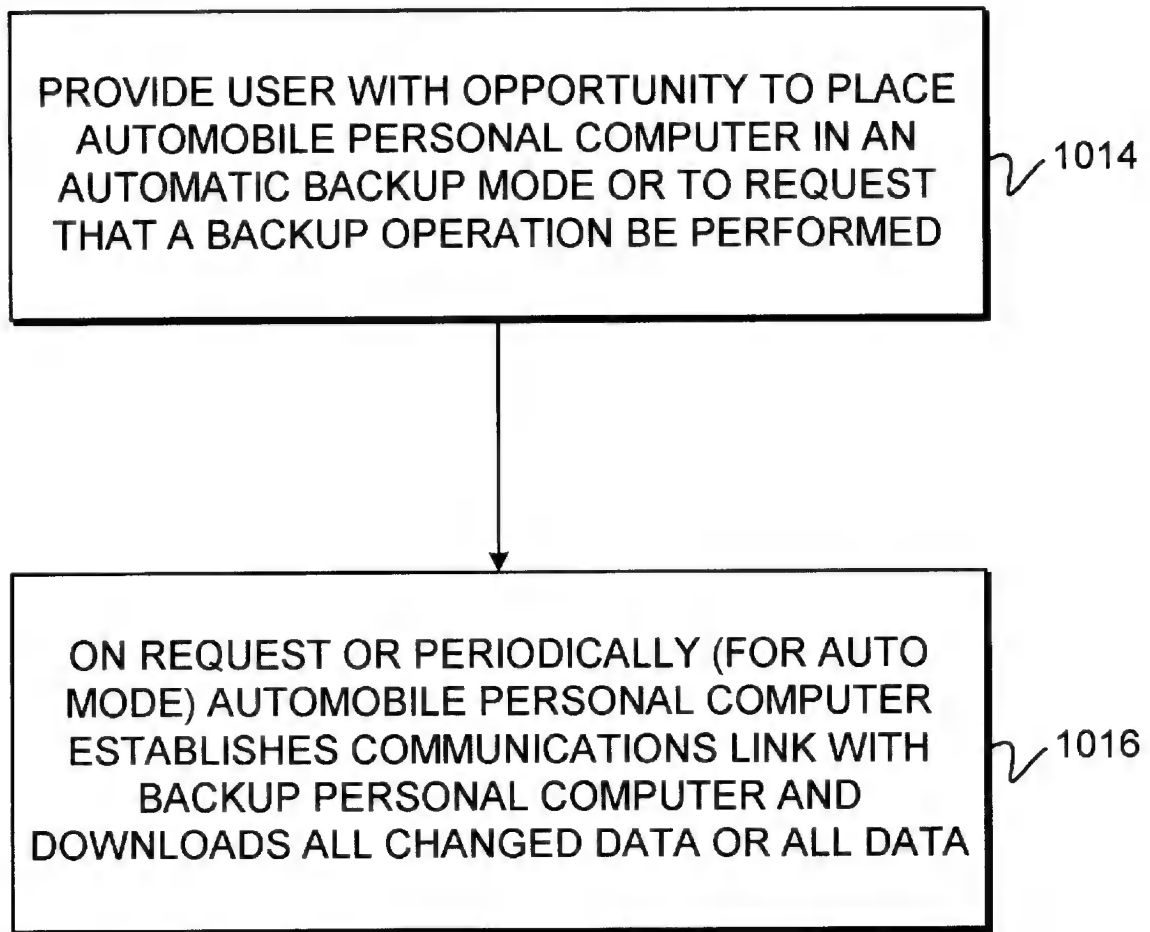 PROVIDE USER WITH OPPORTUNITY TO PLACE
AUTOMOBILE PERSONAL COMPUTER IN AN
AUTOMATIC BACKUP MODE OR TO REQUEST
THAT A BACKUP OPERATION BE PERFORMED
1014
ON REQUEST OR PERIODICALLY (FOR AUTO
MODE) AUTOMOBILE PERSONAL COMPUTER
ESTABLISHES COMMUNICATIONS LINK WITH
BACKUP PERSONAL COMPUTER AND
DOWNLOADS ALL CHANGED DATA OR ALL DATA
1016